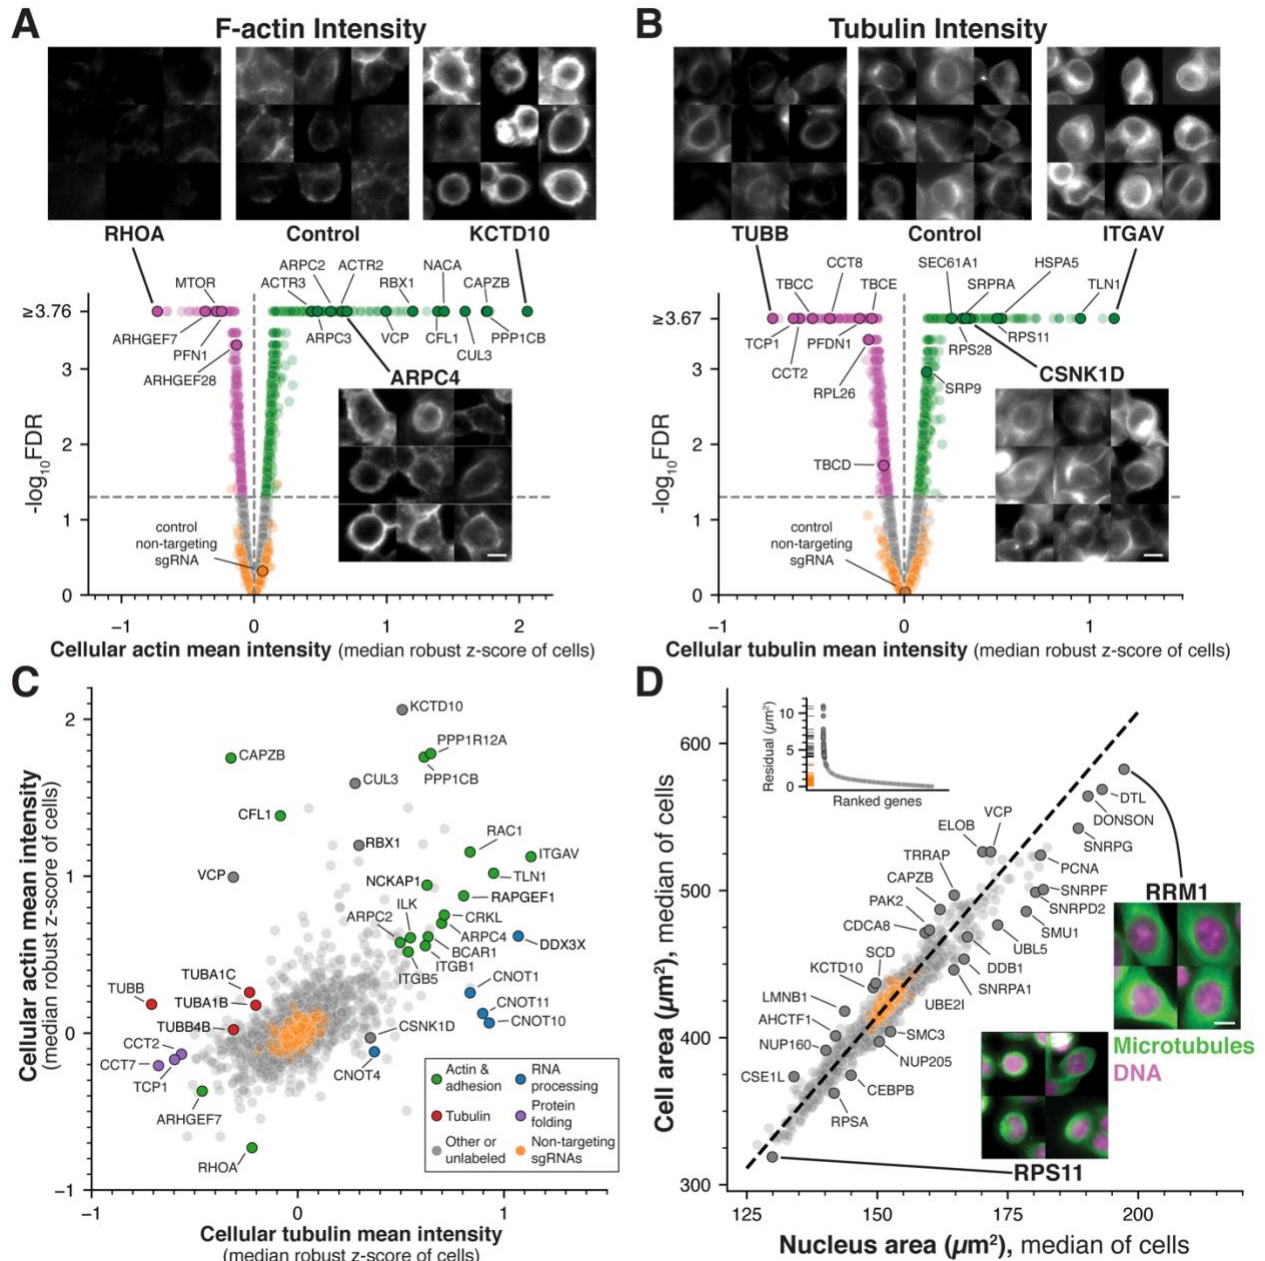 A
F-actin Intensity
RHOA
Control
KCTD10
ARPC2
ACTR2
NACA
MTOR
ACTR3
RBX1
CAPZB
≥3.76
ARHGEF7
ARPC3
VCP
CFL1
PPP1CB
PFN1
CUL3
ARHGEF28
ARPC4
3
2
1
0
-log10FDR
control
non-targeting
sgRNA
−1
0
1
2
Cellular actin mean intensity (median robust z-score of cells)
B
Tubulin Intensity
TUBB
Control
ITGAV
CCT8
SEC61A1
HSPA5
TBCC
TBCE
SRPRA
TLN1
≥3.67
TCP1
PFDN1
RPS28
RPS11
CCT2
CSNK1D
RPL26
SRP9
TBCD
3
2
1
0
-log10FDR
control
non-targeting
sgRNA
−1
0
1
Cellular tubulin mean intensity (median robust z-score of cells)
C
2
1
0
−1
Cellular actin mean intensity
(median robust z-score of cells)
KCTD10
CAPZB
PPP1R12A
PPP1CB
CUL3
CFL1
RBX1
RAC1
ITGAV
VCP
NCKAP1
TLN1
RAPGEF1
ILK
CRKL
ARPC2
ARPC4
DDX3X
BCAR1
ITGB1
ITGB5
CNOT1
TUBA1C
TUBB
TUBA1B
CNOT11
CNOT10
TUBB4B
CSNK1D
CCT2
CCT7
TCP1
CNOT4
ARHGEF7
RHOA
Actin &
adhesion
RNA
processing
Tubulin
Protein
folding
Other or
unlabeled
Non-targeting
sgRNAs
−1
0
1
Cellular tubulin mean intensity
(median robust z-score of cells)
D
600
500
400
300
Cell area (µm2), median of cells
10
5
0
Residual (µm2)
Ranked genes
VCP
ELOB
DTL
DONSON
SNRPG
TRRAP
PCNA
CAPZB
SNRPF
RRM1
PAK2
SNRPD2
CDCA8
SMU1
UBL5
SCD
KCTD10
DDB1
SNRPA1
LMNB1
UBE2I
AHCTF1
SMC3
NUP160
NUP205
CSE1L
CEBPB
RPSA
Microtubules
DNA
RPS11
125
150
175
200
Nucleus area (µm2), median of cells